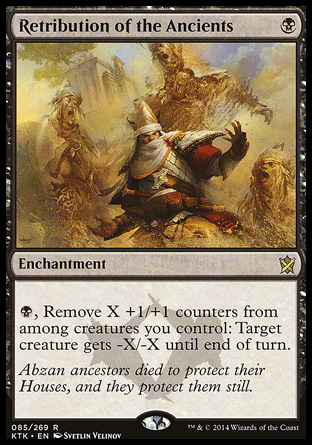 Retribution of the Ancients
Enchantment
, Remove X +1/+1 counters from
among creatures you control: Target
creature gets -X/-X until end of turn.
Abzan ancestors died to protect their
Houses, and they protect them still.
085/269 R
KTK • EN Svetlin Velinov
™ & © 2014 Wizards of the Coast